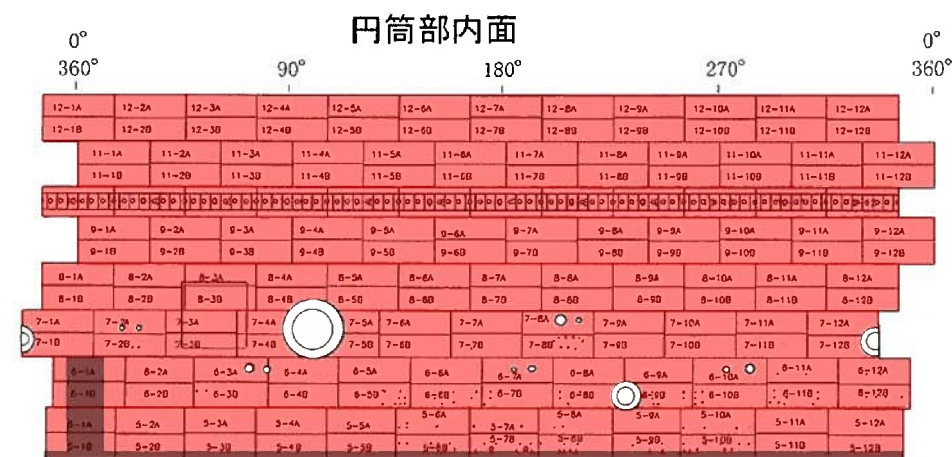 円筒部内面
0° 0°
360° 90° 180° 270° 360°
12-1A 12-2A 12-3A 12-4A 12-5A 12-6A 12-7A 12-8A 12-9A 12-10A 12-11A 12-12A
12-1B 12-2B 12-3B 12-4B 12-5B 12-6B 12-7B 12-8B 12-9B 12-10B 12-11B 12-12B
11-1A 11-2A 11-3A 11-4A 11-5A 11-6A 11-7A 11-8A 11-9A 11-10A 11-11A 11-12A
11-1B 11-2B 11-3B 11-4B 11-5B 11-6B 11-7B 11-8B 11-9B 11-10B 11-11B 11-12B
9-1A 9-2A 9-3A 9-4A 9-5A 9-6A 9-7A 9-8A 9-9A 9-10A 9-11A 9-12A
9-1B 9-2B 9-3B 9-4B 9-5B 9-6B 9-7B 9-8B 9-9B 9-10B 9-11B 9-12B
8-1A 8-2A 8-3A 8-4A 8-5A 8-6A 8-7A 8-8A 8-9A 8-10A 8-11A 8-12A
8-1B 8-2B 8-3B 8-4B 8-5B 8-6B 8-7B 8-8B 8-9B 8-10B 8-11B 8-12B
7-1A 7-2A 7-3A 7-4A 7-5A 7-6A 7-7A 7-8A 7-9A 7-10A 7-11A 7-12A
7-1B 7-2B 7-3B 7-4B 7-5B 7-6B 7-7B 7-8B 7-9B 7-10B 7-11B 7-12B
6-1A 6-2A 6-3A 6-4A 6-5A 6-6A 6-7A 6-8A 6-9A 6-10A 6-11A 6-12A
6-1B 6-2B 6-3B 6-4B 6-5B 6-6B 6-7B 6-8B 6-9B 6-10B 6-11B 6-12B
5-1A 5-2A 5-3A 5-4A 5-5A 5-6A 5-7A 5-8A 5-9A 5-10A 5-11A 5-12A
5-1B 5-2B 5-3B 5-4B 5-5B 5-6B 5-7B 5-8B 5-9B 5-10B 5-11B 5-12B